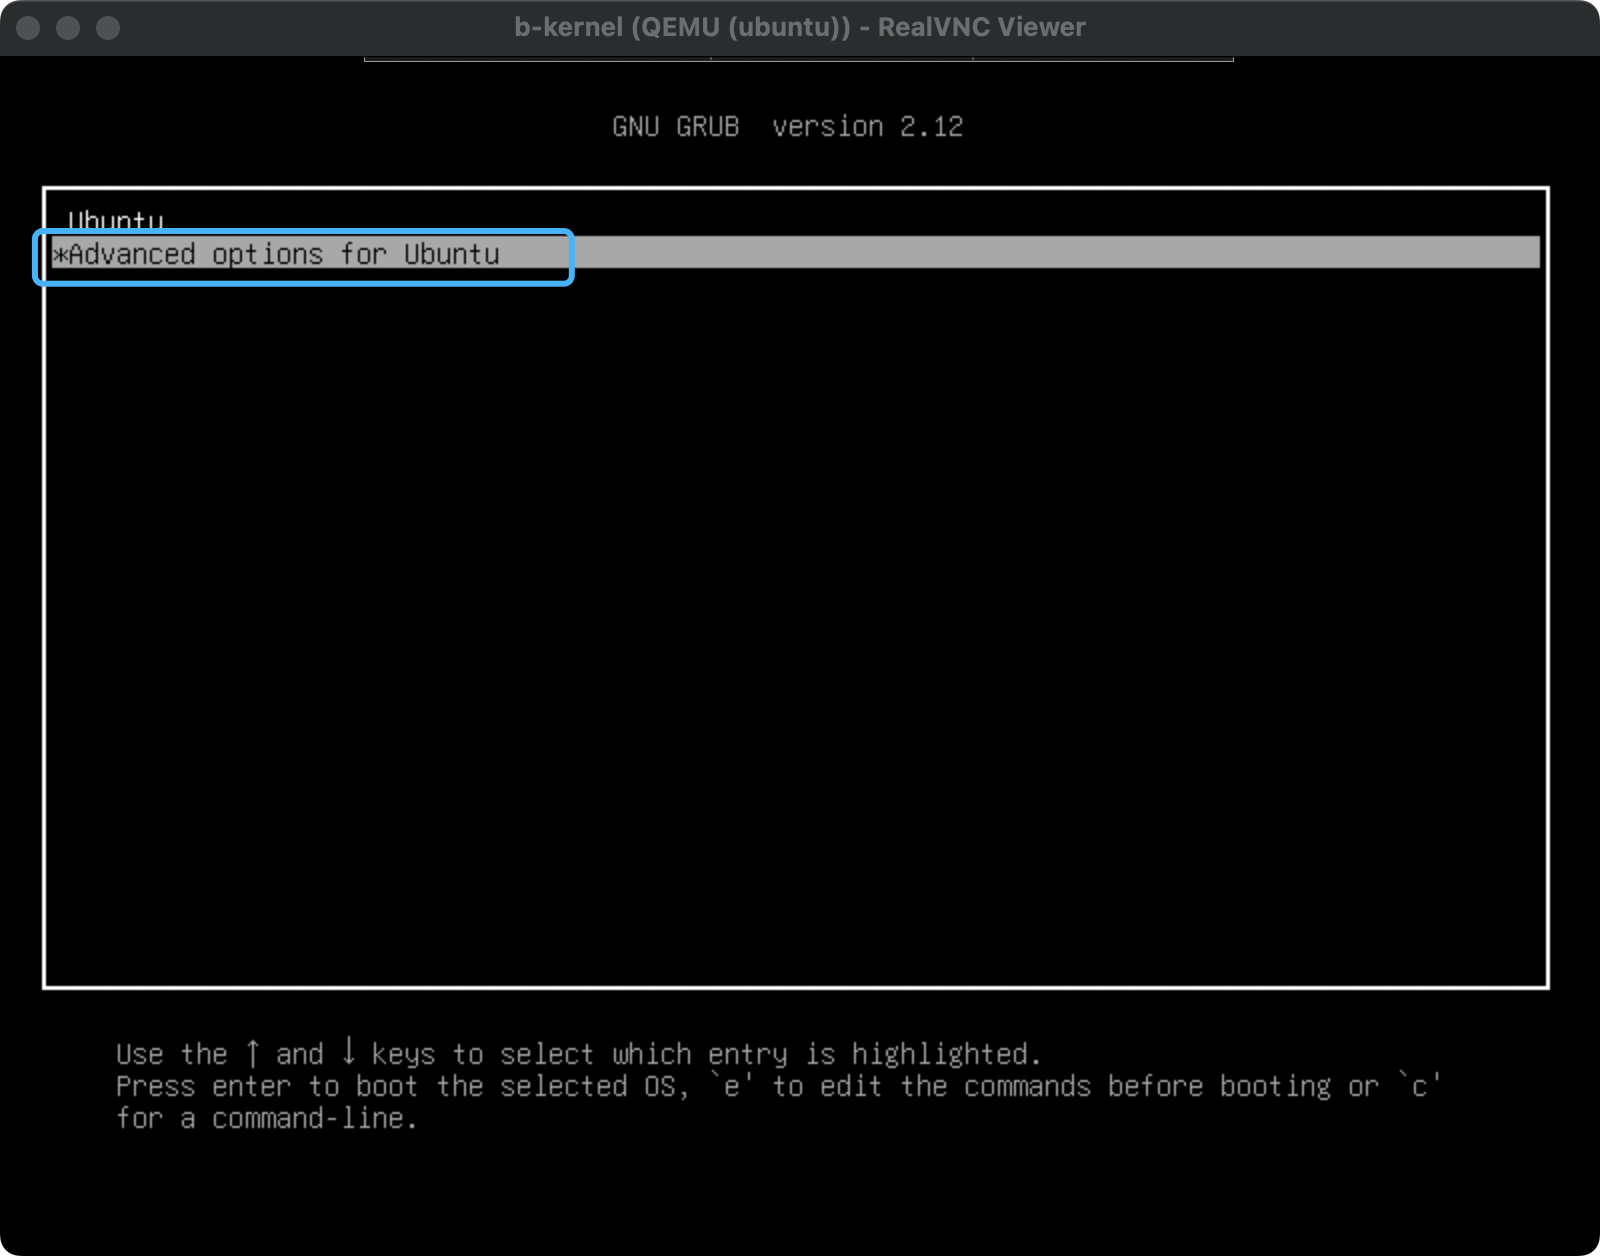 b-kernel (QEMU (ubuntu)) - RealVNC Viewer
GNU GRUB  version 2.12
Ubuntu
*Advanced options for Ubuntu
Use the ↑ and ↓ keys to select which entry is highlighted.
Press enter to boot the selected OS, `e' to edit the commands before booting or `c'
for a command-line.